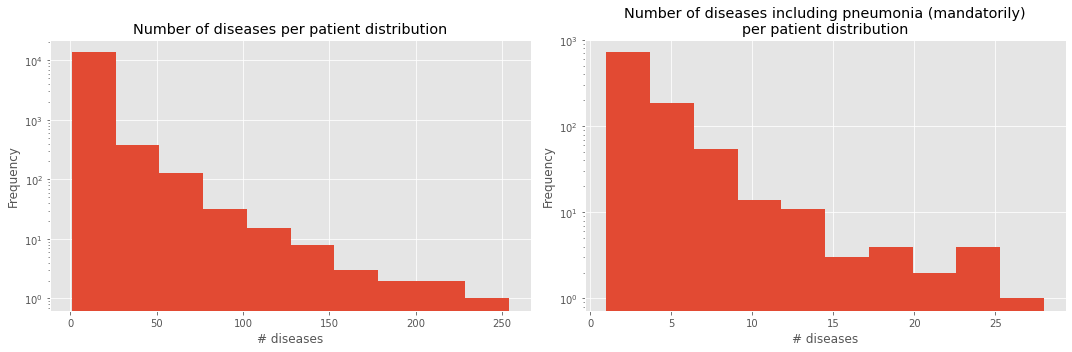 Number of diseases per patient distribution
10⁴
10³
10²
10¹
10⁰
Frequency
0 50 100 150 200 250
# diseases
Number of diseases including pneumonia (mandatorily)
per patient distribution
10³
10²
10¹
10⁰
Frequency
0 5 10 15 20 25
# diseases